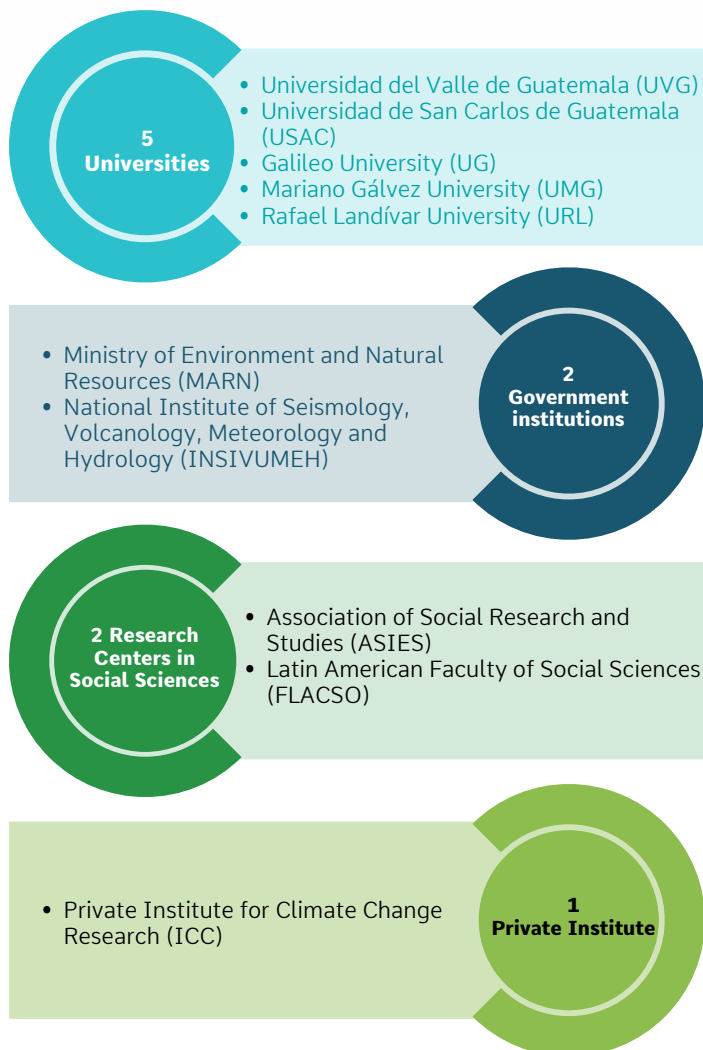 5
Universities
• Universidad del Valle de Guatemala (UVG)
• Universidad de San Carlos de Guatemala
(USAC)
• Galileo University (UG)
• Mariano Gálvez University (UMG)
• Rafael Landívar University (URL)
• Ministry of Environment and Natural
Resources (MARN)
• National Institute of Seismology,
Volcanology, Meteorology and
Hydrology (INSIVUMEH)
2
Government
institutions
2 Research
Centers in
Social Sciences
• Association of Social Research and
Studies (ASIES)
• Latin American Faculty of Social Sciences
(FLACSO)
• Private Institute for Climate Change
Research (ICC)
1
Private Institute